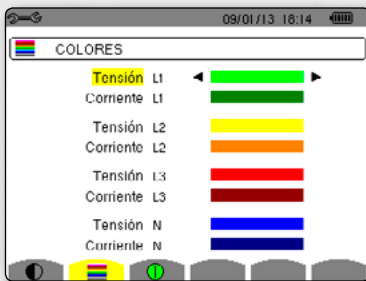 09/01/13 18:14
COLORES
Tensión L1
Corriente L1
Tensión L2
Corriente L2
Tensión L3
Corriente L3
Tensión N
Corriente N